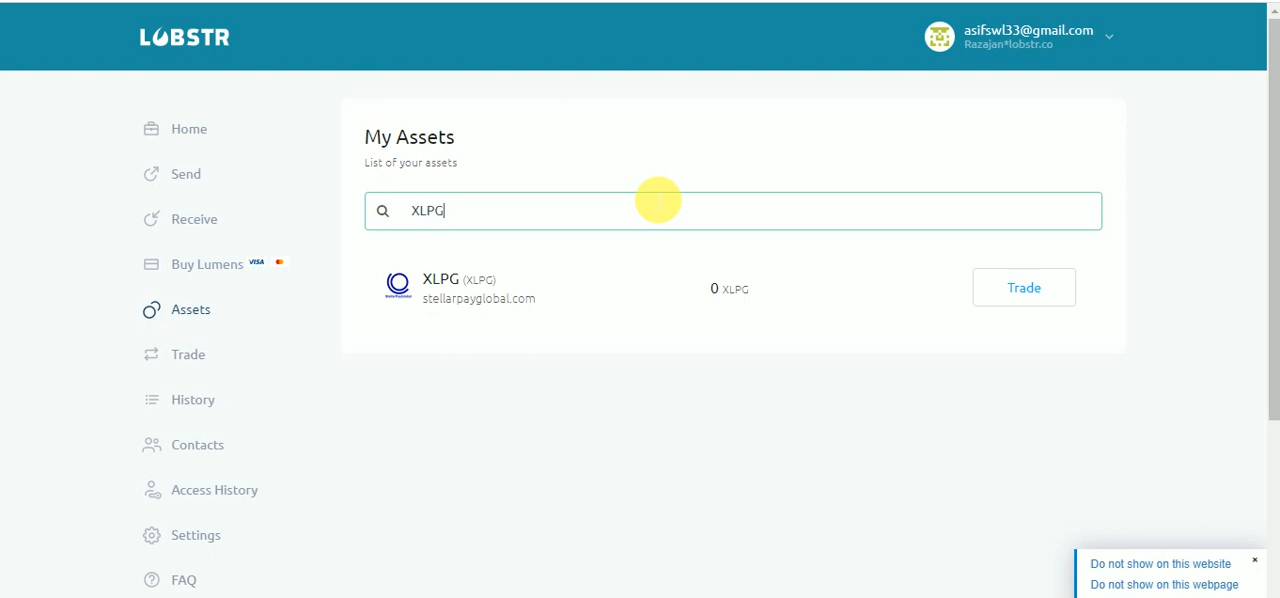 LOBSTR
asifswl33@gmail.com
Razajan*lobstr.co
Home
Send
Receive
Buy Lumens VISA
Assets
Trade
History
Contacts
Access History
Settings
FAQ
My Assets
List of your assets
XLPG
XLPG (XLPG)
stellarpayglobal.com
0 XLPG
Trade
Do not show on this website
Do not show on this webpage